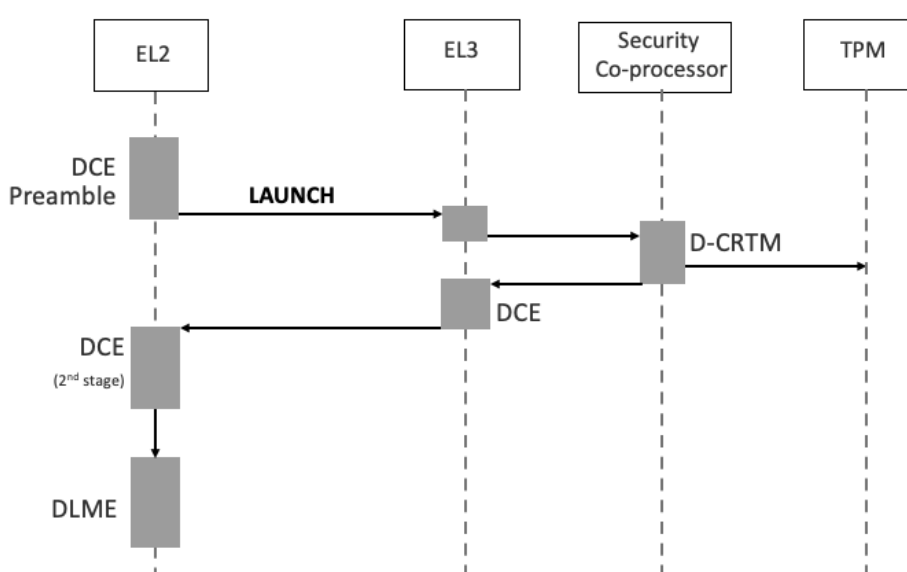 EL2
EL3
Security
Co-processor
TPM
DCE
Preamble
LAUNCH
D-CRTM
DCE
DCE
(2nd stage)
DLME